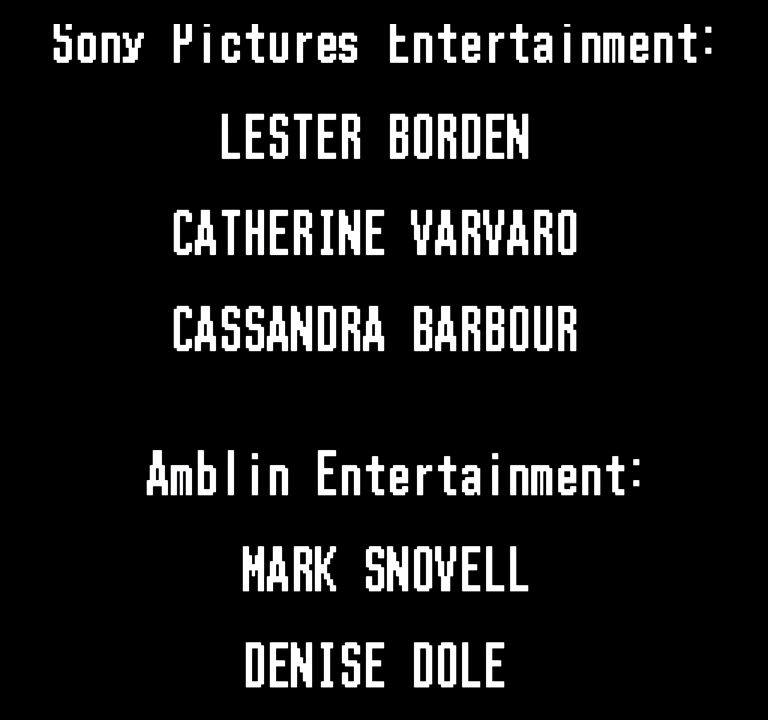 Sony Pictures Entertainment:
LESTER BORDEN
CATHERINE VARVARO
CASSANDRA BARBOUR
Amblin Entertainment:
MARK SNOVELL
DENISE DOLE